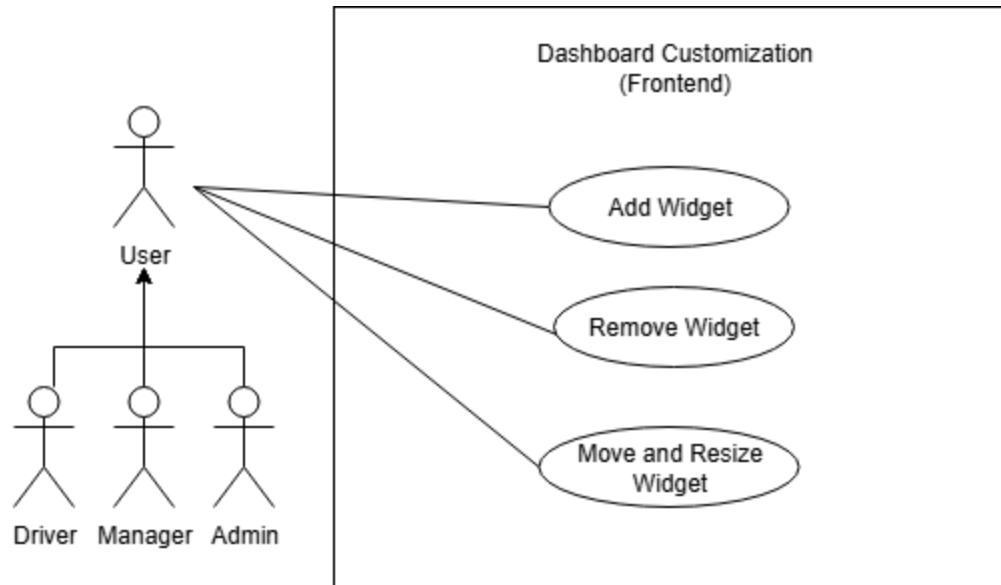 Dashboard Customization
(Frontend)
Add Widget
User
Remove Widget
Move and Resize
Widget
Driver
Manager
Admin